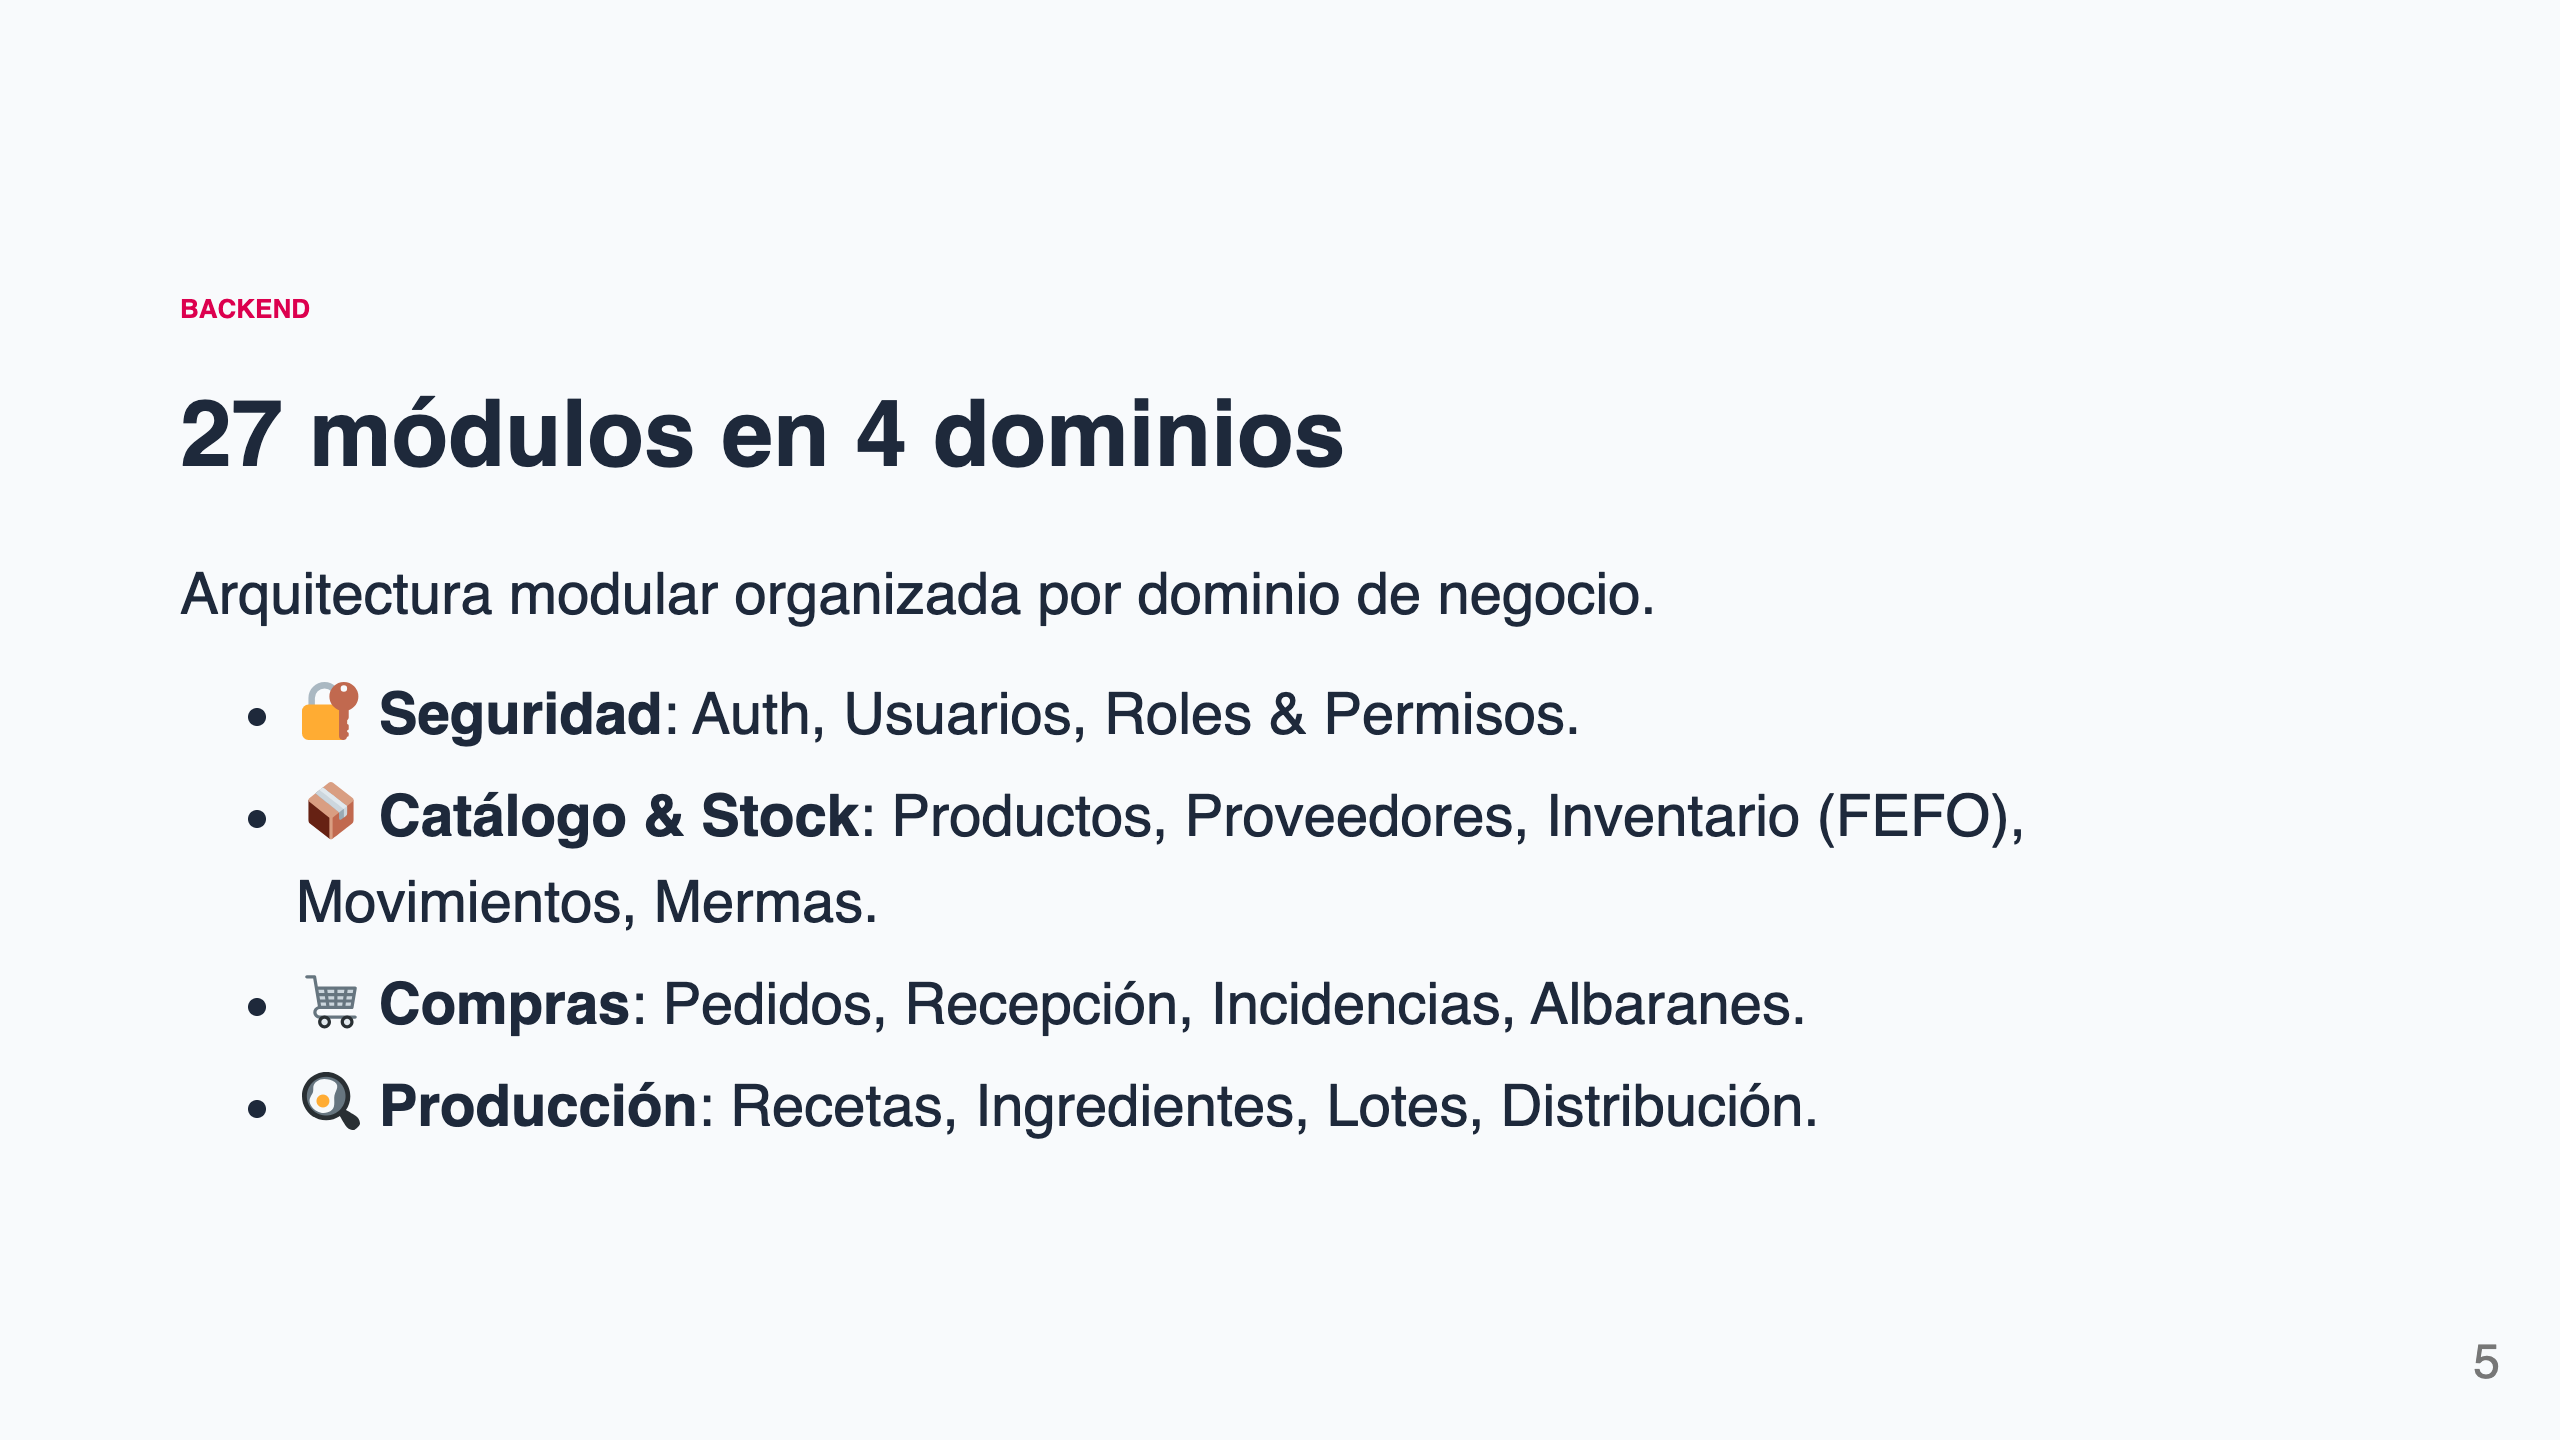 BACKEND
27 módulos en 4 dominios
Arquitectura modular organizada por dominio de negocio.
• 🔐 Seguridad: Auth, Usuarios, Roles & Permisos.
• 📦 Catálogo & Stock: Productos, Proveedores, Inventario (FEFO),
Movimientos, Mermas.
• 🛒 Compras: Pedidos, Recepción, Incidencias, Albaranes.
• 🍳 Producción: Recetas, Ingredientes, Lotes, Distribución.
5